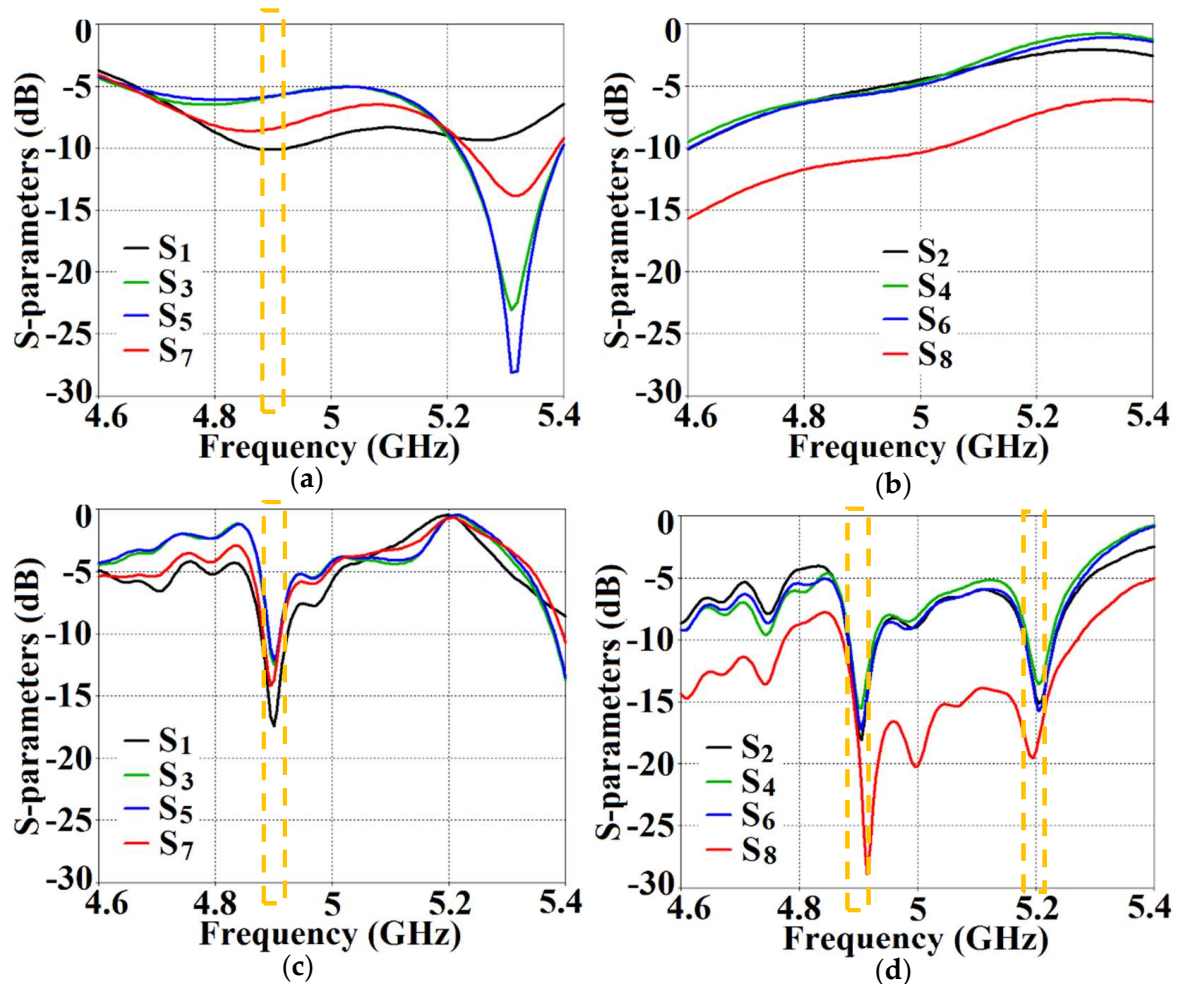 0
-5
-10
-15
-20
-25
-30
S-parameters (dB)
S1
S3
S5
S7
4.6 4.8 5 5.2 5.4
Frequency (GHz)
(a)
0
-5
-10
-15
-20
-25
-30
S-parameters (dB)
S2
S4
S6
S8
4.6 4.8 5 5.2 5.4
Frequency (GHz)
(b)
0
-5
-10
-15
-20
-25
-30
S-parameters (dB)
S1
S3
S5
S7
4.6 4.8 5 5.2 5.4
Frequency (GHz)
(c)
0
-5
-10
-15
-20
-25
-30
S-parameters (dB)
S2
S4
S6
S8
4.6 4.8 5 5.2 5.4
Frequency (GHz)
(d)